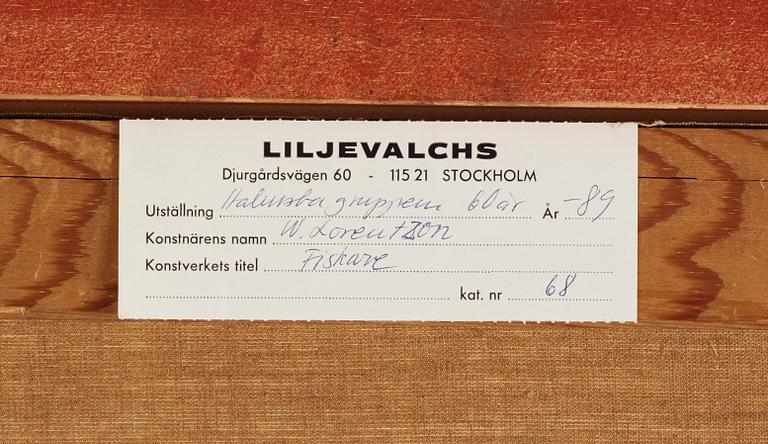 LILJEVALCHS
Djurgårdsvägen 60 - 115 21 STOCKHOLM
Utställning Halmstagruppen 60 år År -89
Konstnärens namn W. Lorentzon
Konstverkets titel Fiskare
kat. nr 68